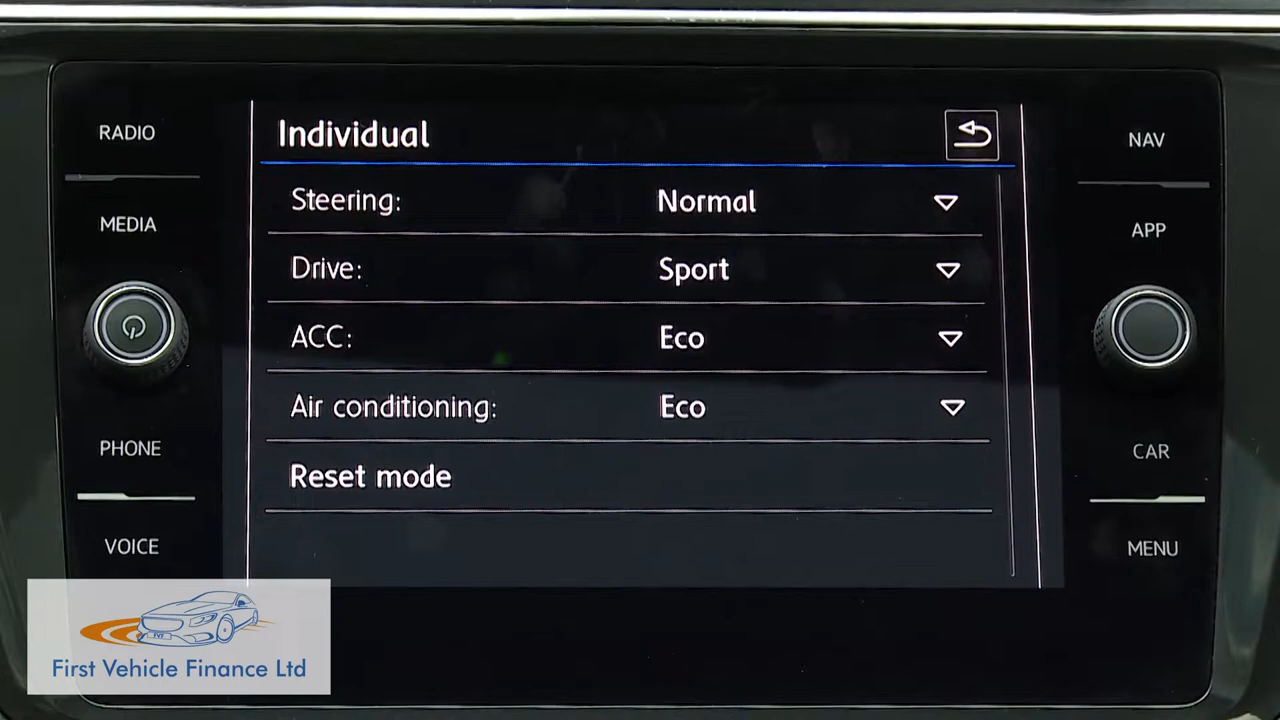 RADIO
MEDIA
PHONE
VOICE
Individual
Steering: Normal
Drive: Sport
ACC: Eco
Air conditioning: Eco
Reset mode
NAV
APP
CAR
MENU
FVF
First Vehicle Finance Ltd